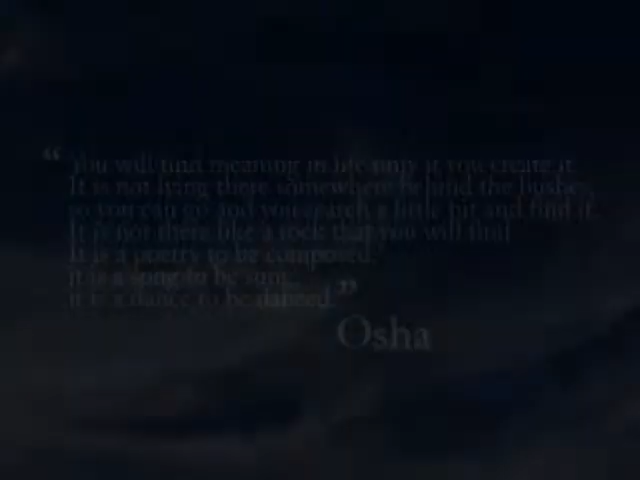 “ You will find meaning in life only if you create it.
It is not lying there somewhere behind the bushes,
so you can go and you search a little bit and find it.
It is not there like a rock that you will find.
It is a poetry to be composed,
it is a song to be sung,
it is a dance to be danced. ”
Osha